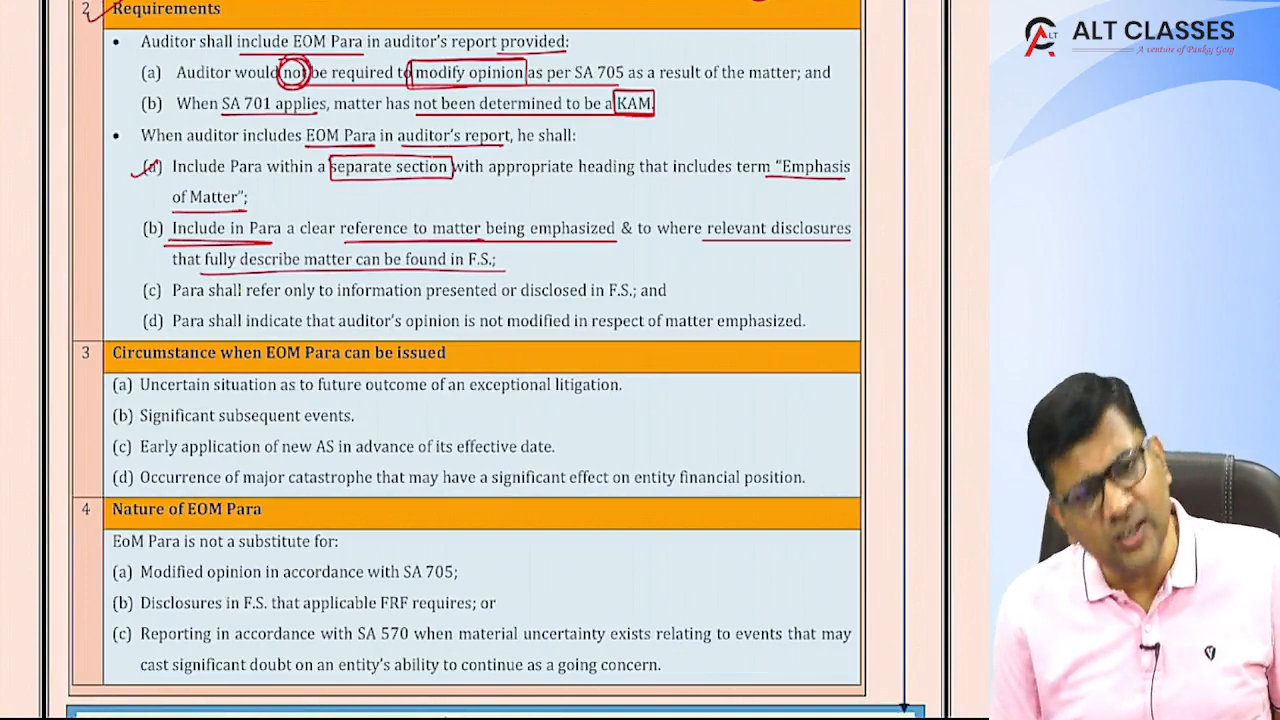 2 Requirements
• Auditor shall include EOM Para in auditor's report provided:
(a) Auditor would not be required to modify opinion as per SA 705 as a result of the matter; and
(b) When SA 701 applies, matter has not been determined to be a KAM.
• When auditor includes EOM Para in auditor's report, he shall:
(a) Include Para within a separate section with appropriate heading that includes term "Emphasis
of Matter";
(b) Include in Para a clear reference to matter being emphasized & to where relevant disclosures
that fully describe matter can be found in F.S.;
(c) Para shall refer only to information presented or disclosed in F.S.; and
(d) Para shall indicate that auditor's opinion is not modified in respect of matter emphasized.
3 Circumstance when EOM Para can be issued
(a) Uncertain situation as to future outcome of an exceptional litigation.
(b) Significant subsequent events.
(c) Early application of new AS in advance of its effective date.
(d) Occurrence of major catastrophe that may have a significant effect on entity financial position.
4 Nature of EOM Para
EoM Para is not a substitute for:
(a) Modified opinion in accordance with SA 705;
(b) Disclosures in F.S. that applicable FRF requires; or
(c) Reporting in accordance with SA 570 when material uncertainty exists relating to events that may
cast significant doubt on an entity's ability to continue as a going concern.
ALT
ALT CLASSES
A venture of Pankaj Garg